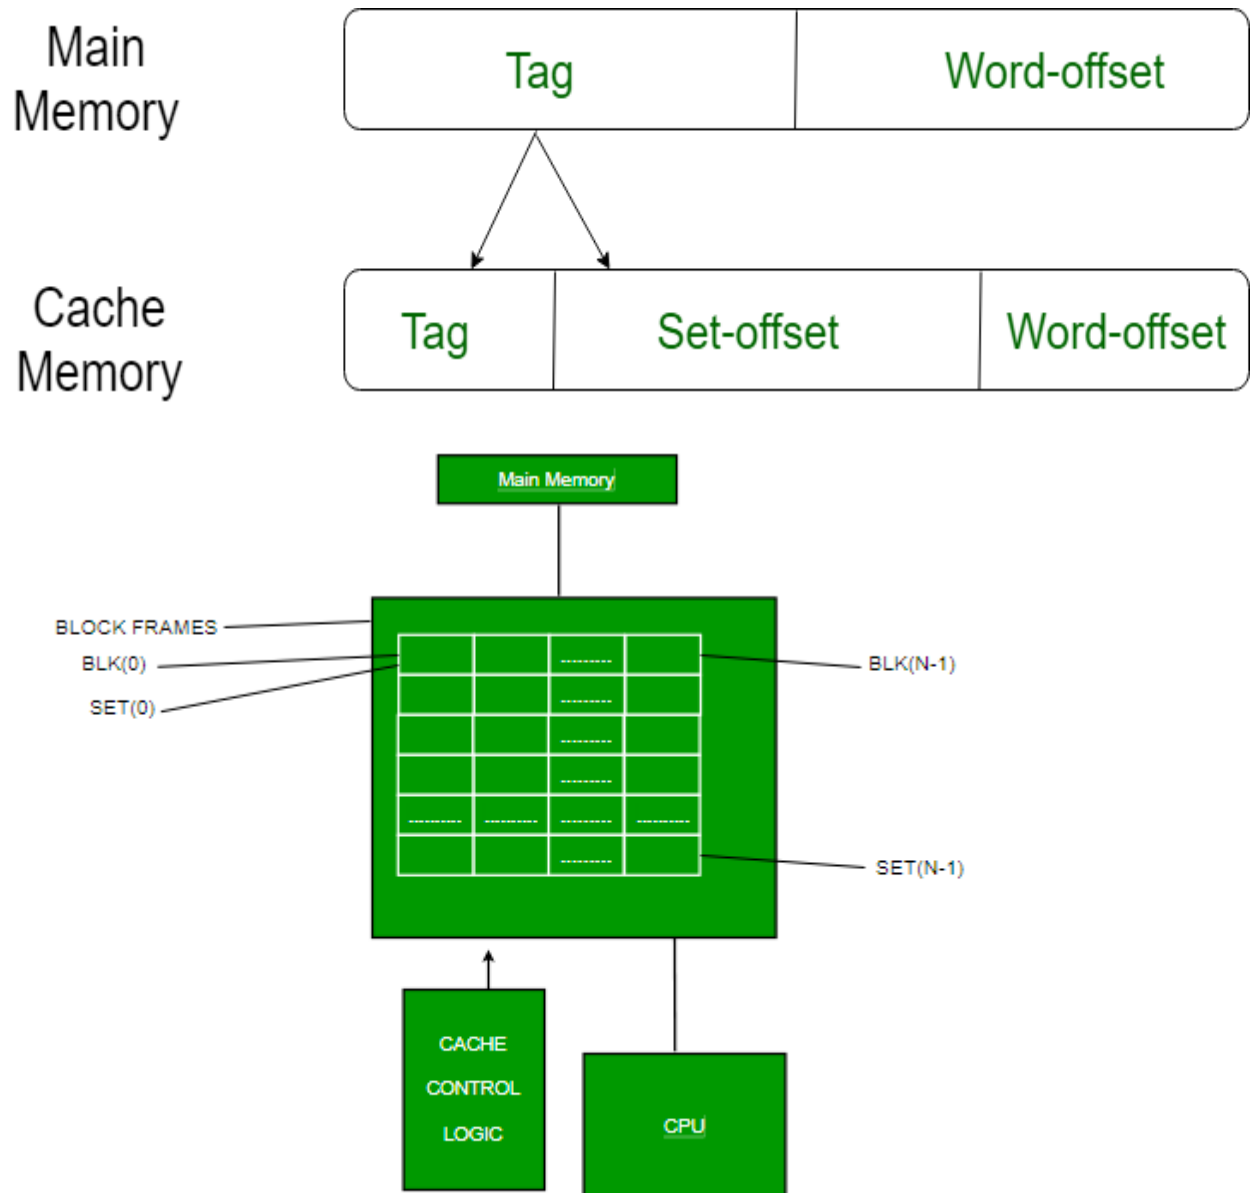 Main
Memory
Tag
Word-offset
Cache
Memory
Tag
Set-offset
Word-offset
Main Memory
BLOCK FRAMES
BLK(0)
SET(0)
BLK(N-1)
SET(N-1)
CACHE
CONTROL
LOGIC
CPU